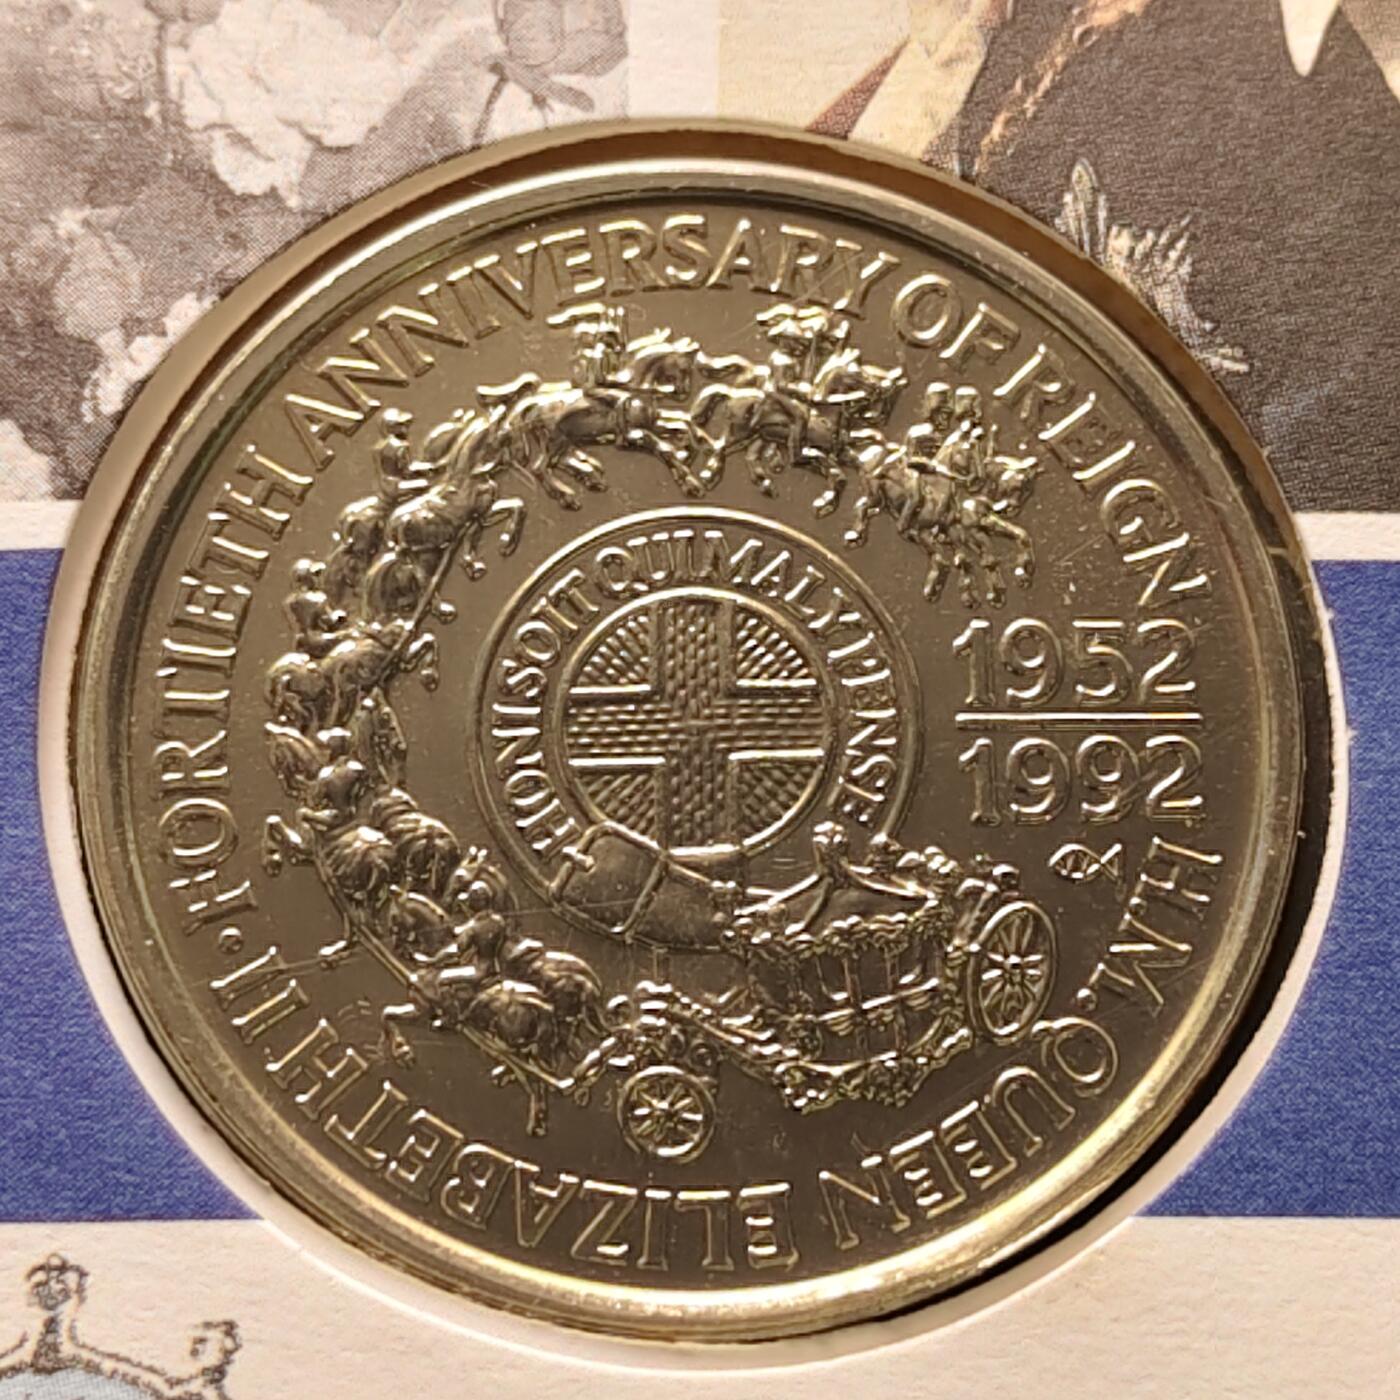 H.M. QUEEN ELIZABETH II • FORTIETH ANNIVERSARY OF REIGN
1952
1992
HONI SOIT QUI MAL Y PENSE